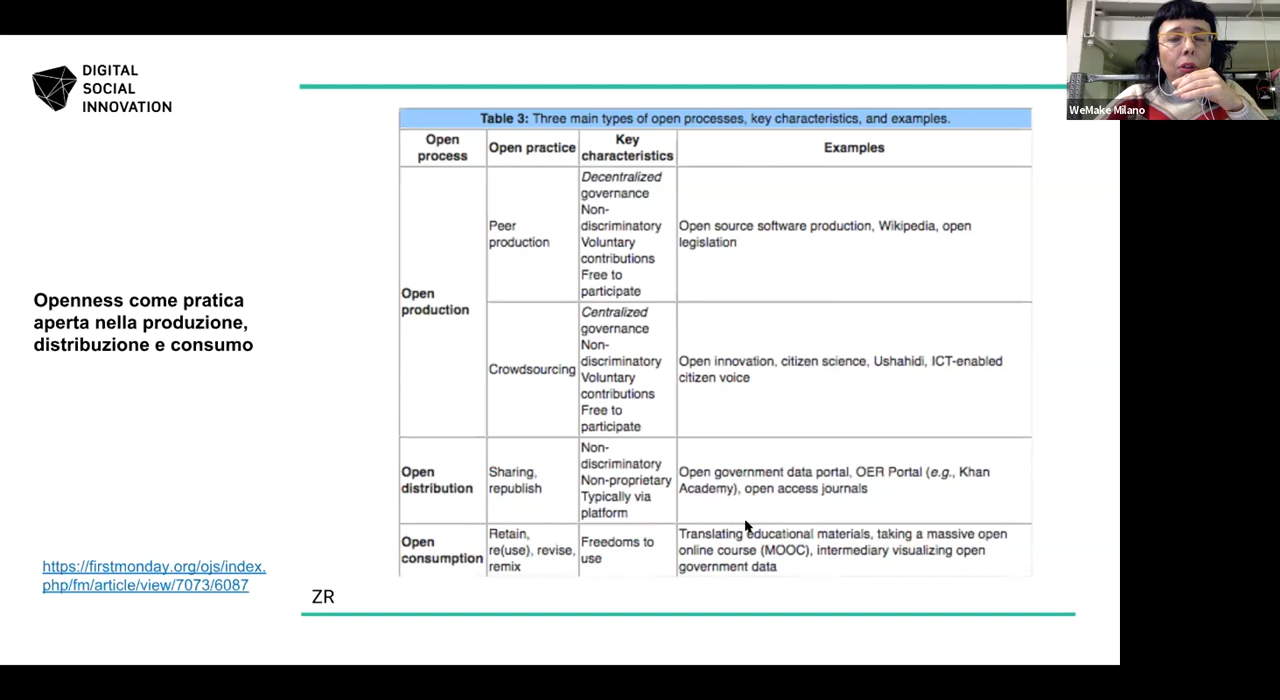 DIGITAL
SOCIAL
INNOVATION
WeMake Milano
Table 3: Three main types of open processes, key characteristics, and examples.
Open
process
Open practice
Key
characteristics
Examples
Open
production
Peer
production
Decentralized
governance
Non-
discriminatory
Voluntary
contributions
Free to
participate
Open source software production, Wikipedia, open
legislation
Crowdsourcing
Centralized
governance
Non-
discriminatory
Voluntary
contributions
Free to
participate
Open innovation, citizen science, Ushahidi, ICT-enabled
citizen voice
Open
distribution
Sharing,
republish
Non-
discriminatory
Non-proprietary
Typically via
platform
Open government data portal, OER Portal (e.g., Khan
Academy), open access journals
Open
consumption
Retain,
re(use), revise,
remix
Freedoms to
use
Translating educational materials, taking a massive open
online course (MOOC), intermediary visualizing open
government data
Openness come pratica
aperta nella produzione,
distribuzione e consumo
https://firstmonday.org/ojs/index.
php/fm/article/view/7073/6087
ZR